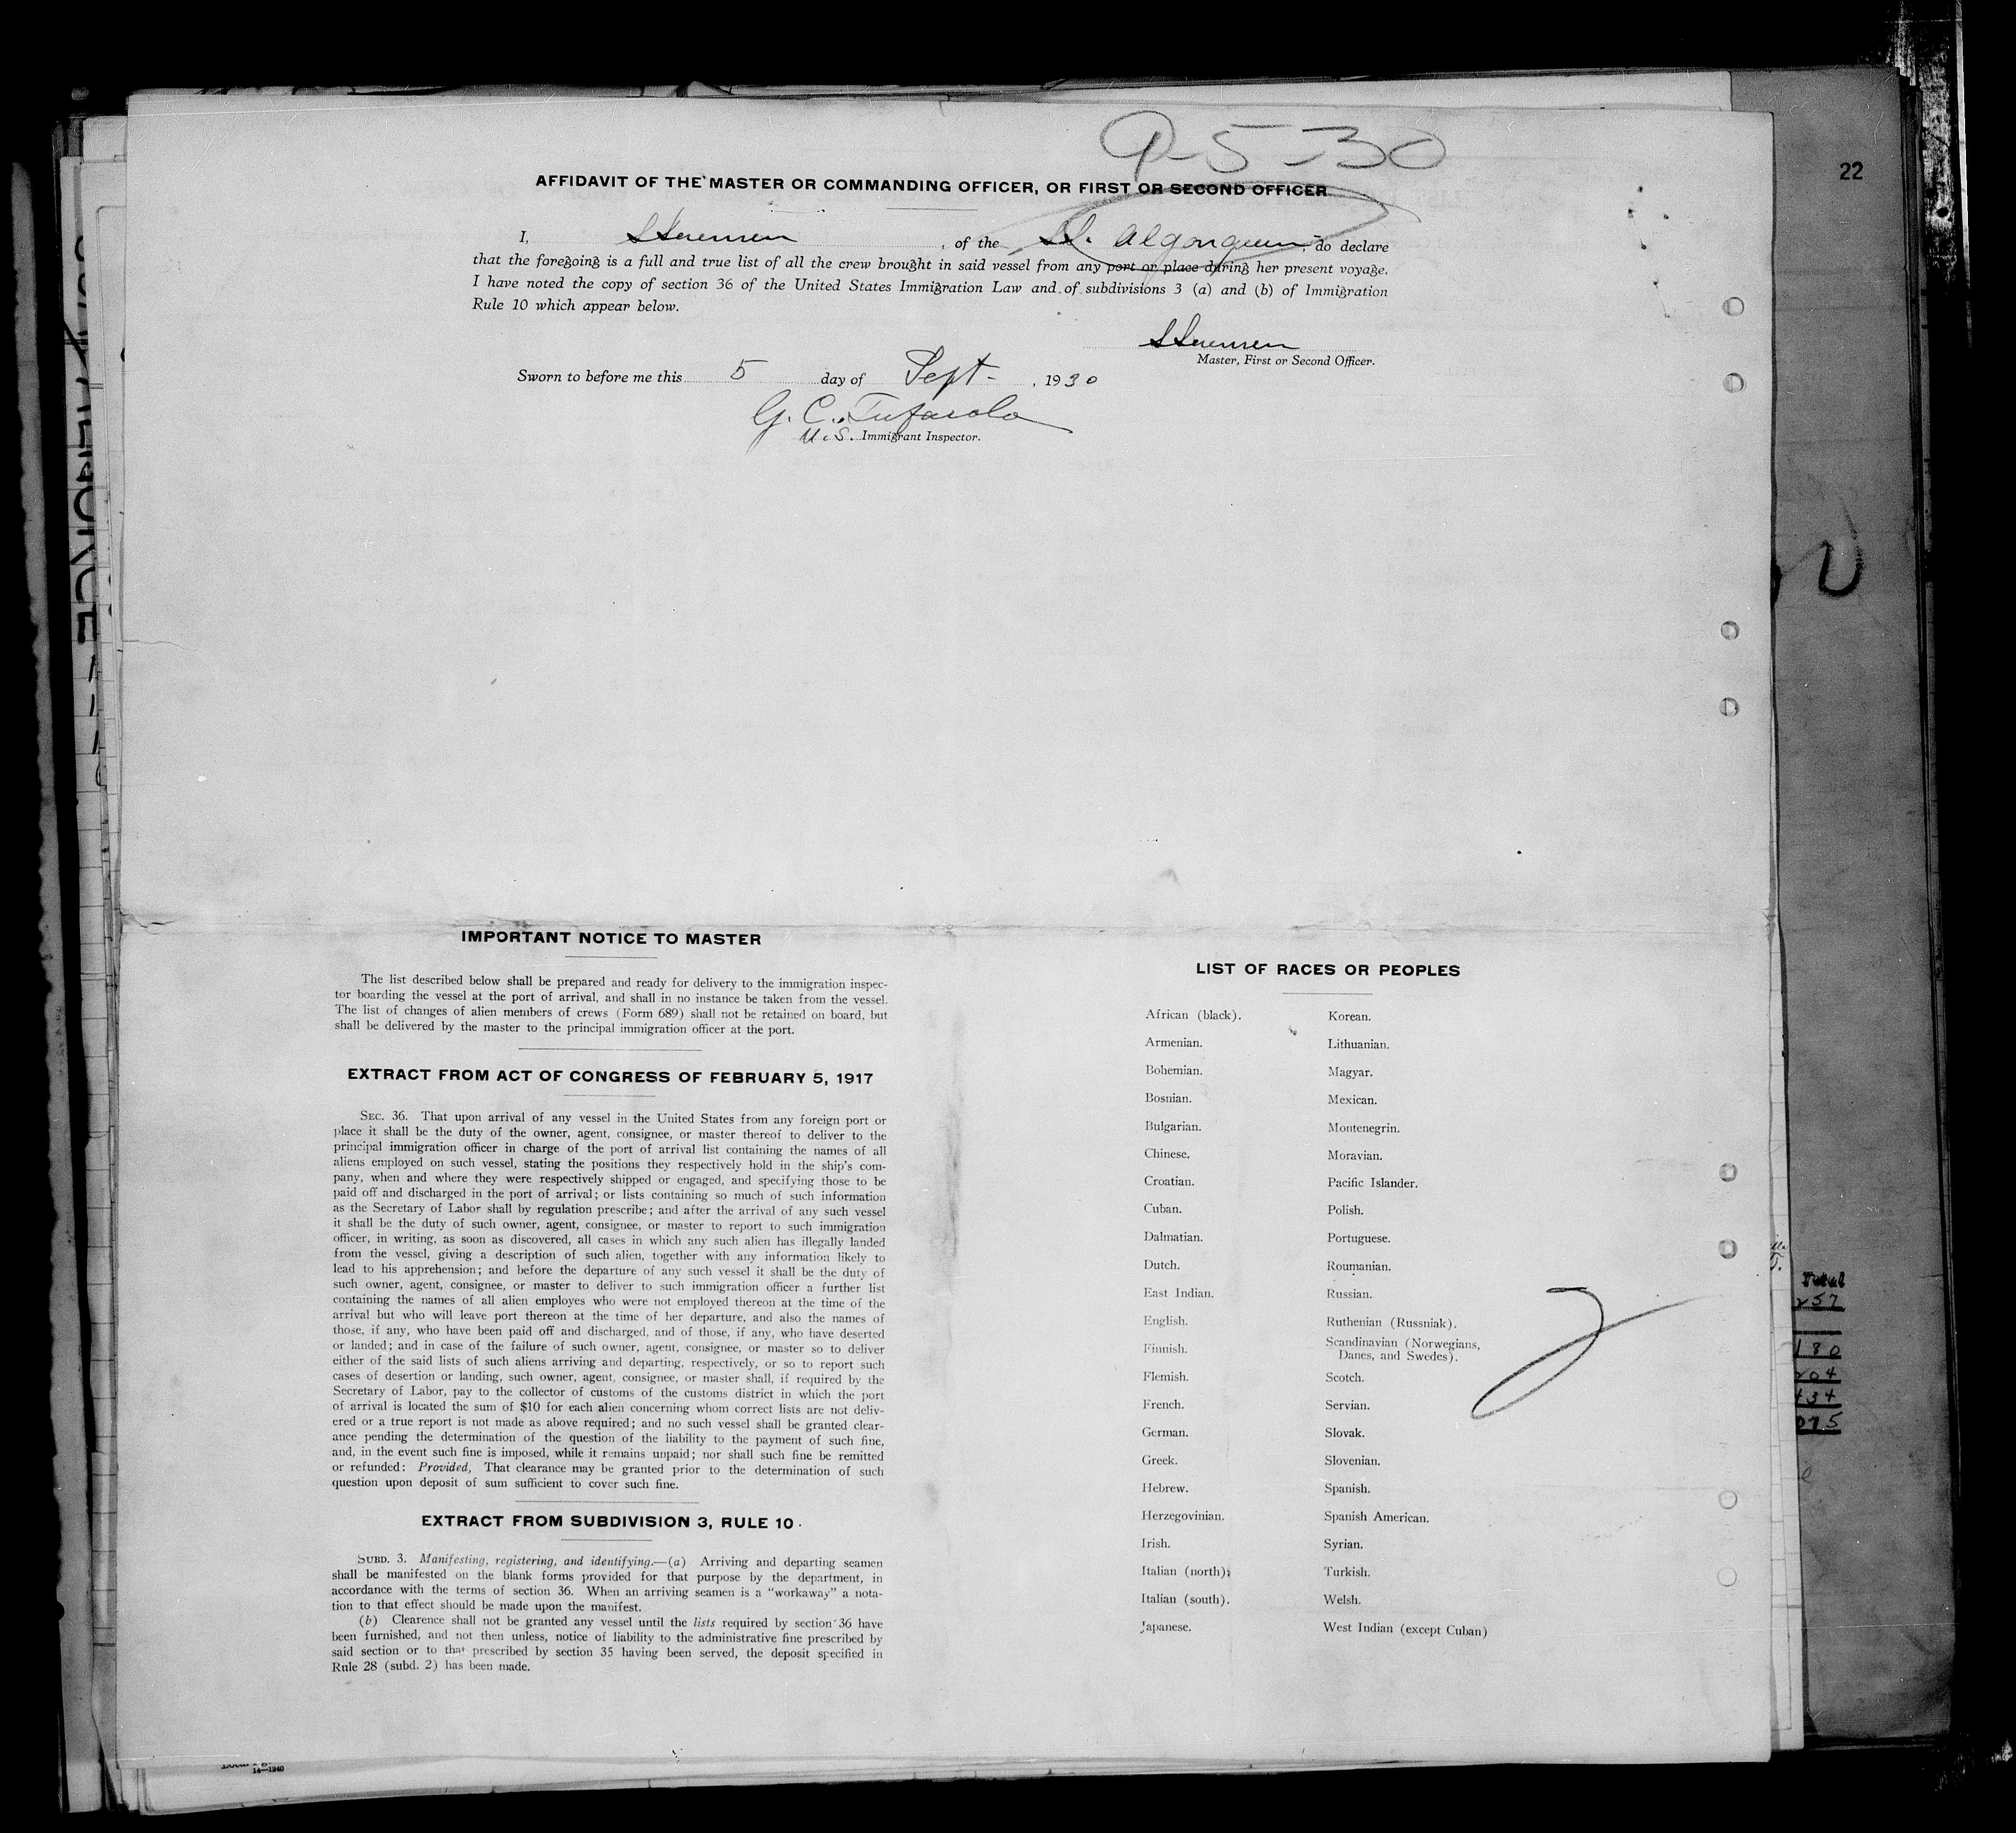 9-5-30
22
AFFIDAVIT OF THE MASTER OR COMMANDING OFFICER, OR FIRST OR SECOND OFFICER
I, , of the SS. Algonquin, do declare
that the foregoing is a full and true list of all the crew brought in said vessel from any port or place during her present voyage.
I have noted the copy of section 36 of the United States Immigration Law and of subdivisions 3 (a) and (b) of Immigration
Rule 10 which appear below.
Master, First or Second Officer.
Sworn to before me this 5 day of Sept- , 1930
G. C.
U.S. Immigrant Inspector.
IMPORTANT NOTICE TO MASTER
The list described below shall be prepared and ready for delivery to the immigration inspec-
tor boarding the vessel at the port of arrival, and shall in no instance be taken from the vessel.
The list of changes of alien members of crews (Form 689) shall not be retained on board, but
shall be delivered by the master to the principal immigration officer at the port.
EXTRACT FROM ACT OF CONGRESS OF FEBRUARY 5, 1917
SEC. 36. That upon arrival of any vessel in the United States from any foreign port or
place it shall be the duty of the owner, agent, consignee, or master thereof to deliver to the
principal immigration officer in charge of the port of arrival list containing the names of all
aliens employed on such vessel, stating the positions they respectively hold in the ship's com-
pany, when and where they were respectively shipped or engaged, and specifying those to be
paid off and discharged in the port of arrival; or lists containing so much of such information
as the Secretary of Labor shall by regulation prescribe; and after the arrival of any such vessel
it shall be the duty of such owner, agent, consignee, or master to report to such immigration
officer, in writing, as soon as discovered, all cases in which any such alien has illegally landed
from the vessel, giving a description of such alien, together with any information likely to
lead to his apprehension; and before the departure of any such vessel it shall be the duty of
such owner, agent, consignee, or master to deliver to such immigration officer a further list
containing the names of all alien employes who were not employed thereon at the time of the
arrival but who will leave port thereon at the time of her departure, and also the names of
those, if any, who have been paid off and discharged, and of those, if any, who have deserted
or landed; and in case of the failure of such owner, agent, consignee, or master so to deliver
either of the said lists of such aliens arriving and departing, respectively, or so to report such
cases of desertion or landing, such owner, agent, consignee, or master shall, if required by the
Secretary of Labor, pay to the collector of customs of the customs district in which the port
of arrival is located the sum of $10 for each alien concerning whom correct lists are not deliv-
ered or a true report is not made as above required; and no such vessel shall be granted clear-
ance pending the determination of the question of the liability to the payment of such fine,
and, in the event such fine is imposed, while it remains unpaid; nor shall such fine be remitted
or refunded: Provided, That clearance may be granted prior to the determination of such
question upon deposit of sum sufficient to cover such fine.
EXTRACT FROM SUBDIVISION 3, RULE 10
SUBD. 3. Manifesting, registering, and identifying.—(a) Arriving and departing seamen
shall be manifested on the blank forms provided for that purpose by the department, in
accordance with the terms of section 36. When an arriving seamen is a "workaway" a nota-
tion to that effect should be made upon the manifest.
(b) Clearence shall not be granted any vessel until the lists required by section 36 have
been furnished, and not then unless, notice of liability to the administrative fine prescribed by
said section or to that prescribed by section 35 having been served, the deposit specified in
Rule 28 (subd. 2) has been made.
LIST OF RACES OR PEOPLES
African (black).
Armenian.
Bohemian.
Bosnian.
Bulgarian.
Chinese.
Croatian.
Cuban.
Dalmatian.
Dutch.
East Indian.
English.
Finnish.
Flemish.
French.
German.
Greek.
Hebrew.
Herzegovinian.
Irish.
Italian (north).
Italian (south).
Japanese.
Korean.
Lithuanian.
Magyar.
Mexican.
Montenegrin.
Moravian.
Pacific Islander.
Polish.
Portuguese.
Roumanian.
Russian.
Ruthenian (Russniak).
Scandinavian (Norwegians,
Danes, and Swedes).
Scotch.
Servian.
Slovak.
Slovenian.
Spanish.
Spanish American.
Syrian.
Turkish.
Welsh.
West Indian (except Cuban)
Total
14—1240